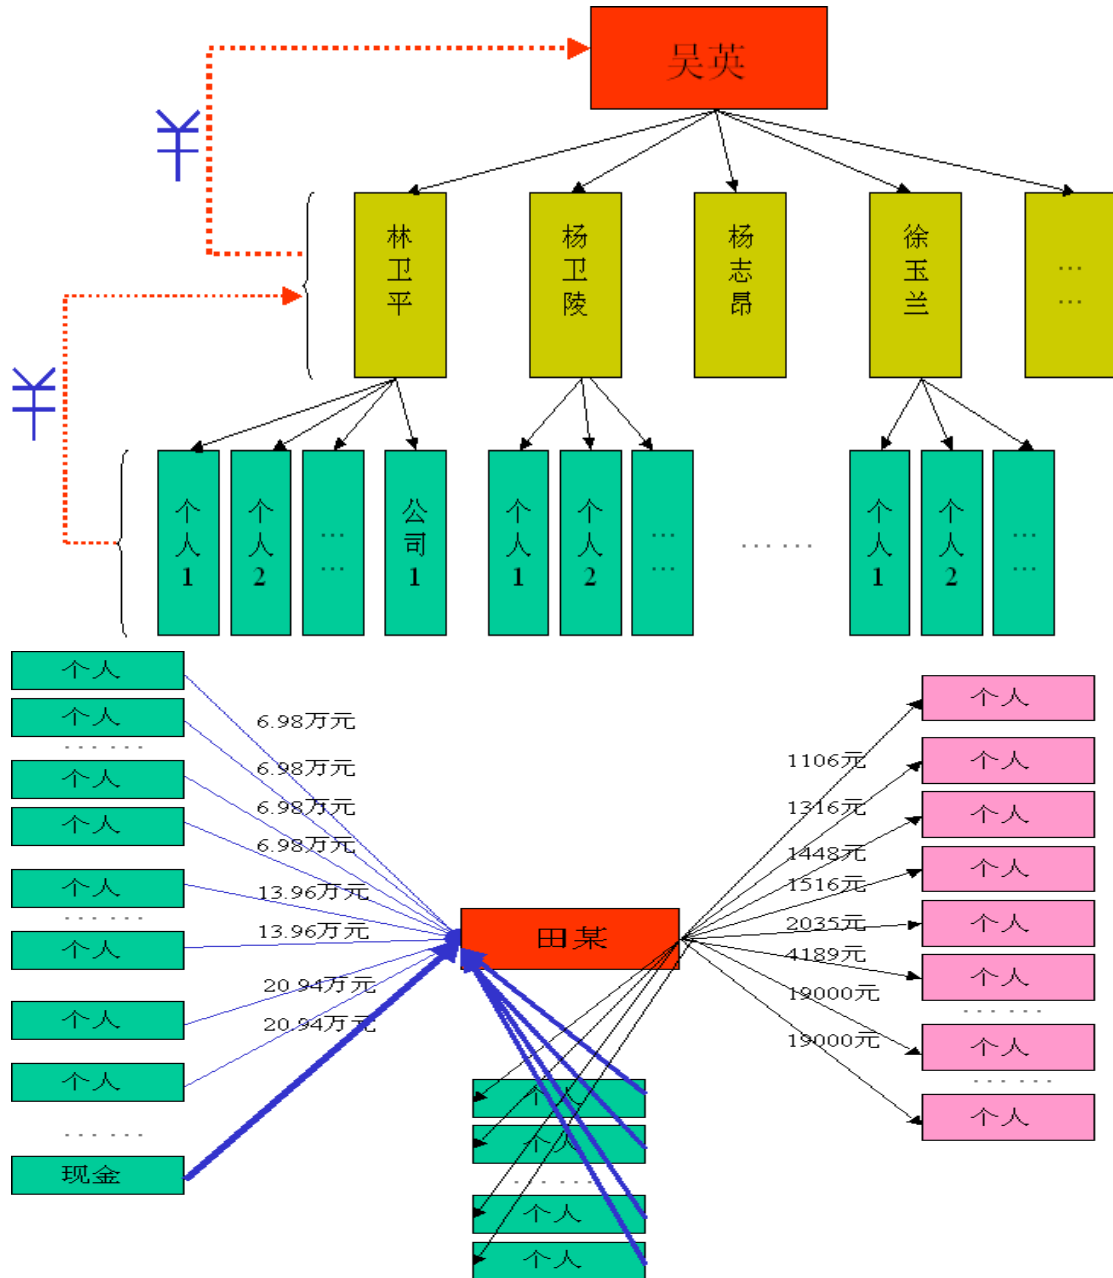 吴英
¥
林卫平
杨卫陵
杨志昂
徐玉兰
……
¥
个人1
个人2
……
公司1
个人1
个人2
……
……
个人1
个人2
……
个人
个人
……
个人
个人
个人
……
个人
个人
个人
……
现金
6.98万元
6.98万元
6.98万元
6.98万元
13.96万元
13.96万元
20.94万元
20.94万元
田某
1106元
1316元
1448元
1516元
2035元
4189元
19000元
19000元
个人
个人
个人
个人
个人
个人
……
个人
……
个人
个人
个人
……
个人
个人